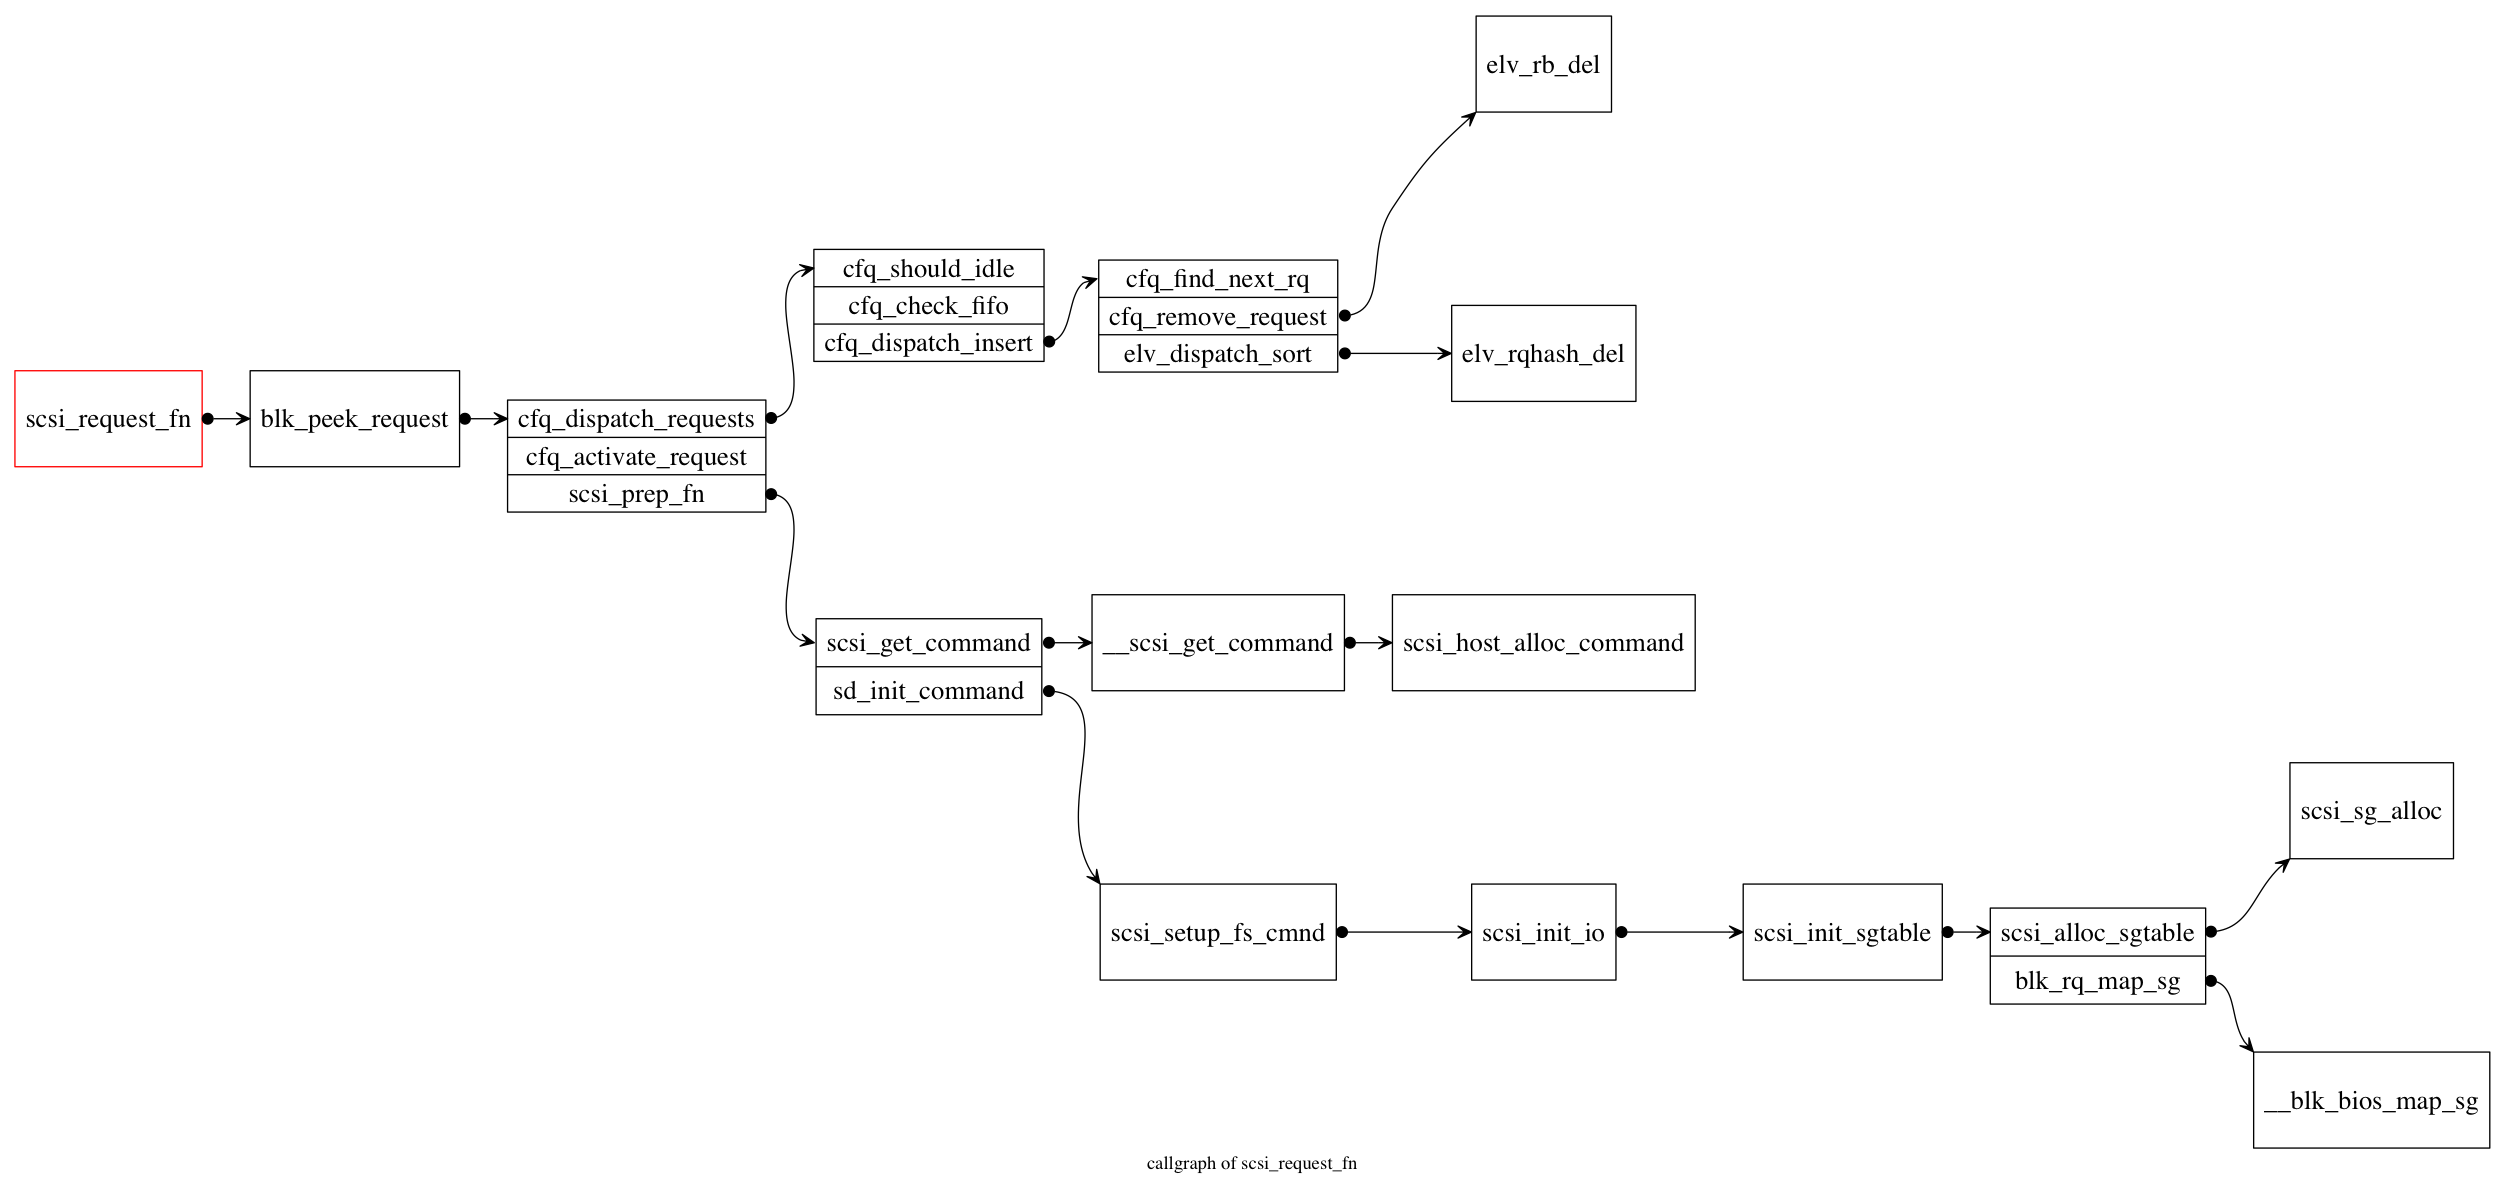 elv_rb_del
cfq_should_idle
cfq_check_fifo
cfq_dispatch_insert
cfq_find_next_rq
cfq_remove_request
elv_dispatch_sort
elv_rqhash_del
scsi_request_fn
blk_peek_request
cfq_dispatch_requests
cfq_activate_request
scsi_prep_fn
scsi_get_command
sd_init_command
__scsi_get_command
scsi_host_alloc_command
scsi_setup_fs_cmnd
scsi_init_io
scsi_init_sgtable
scsi_alloc_sgtable
blk_rq_map_sg
scsi_sg_alloc
__blk_bios_map_sg
callgraph of scsi_request_fn